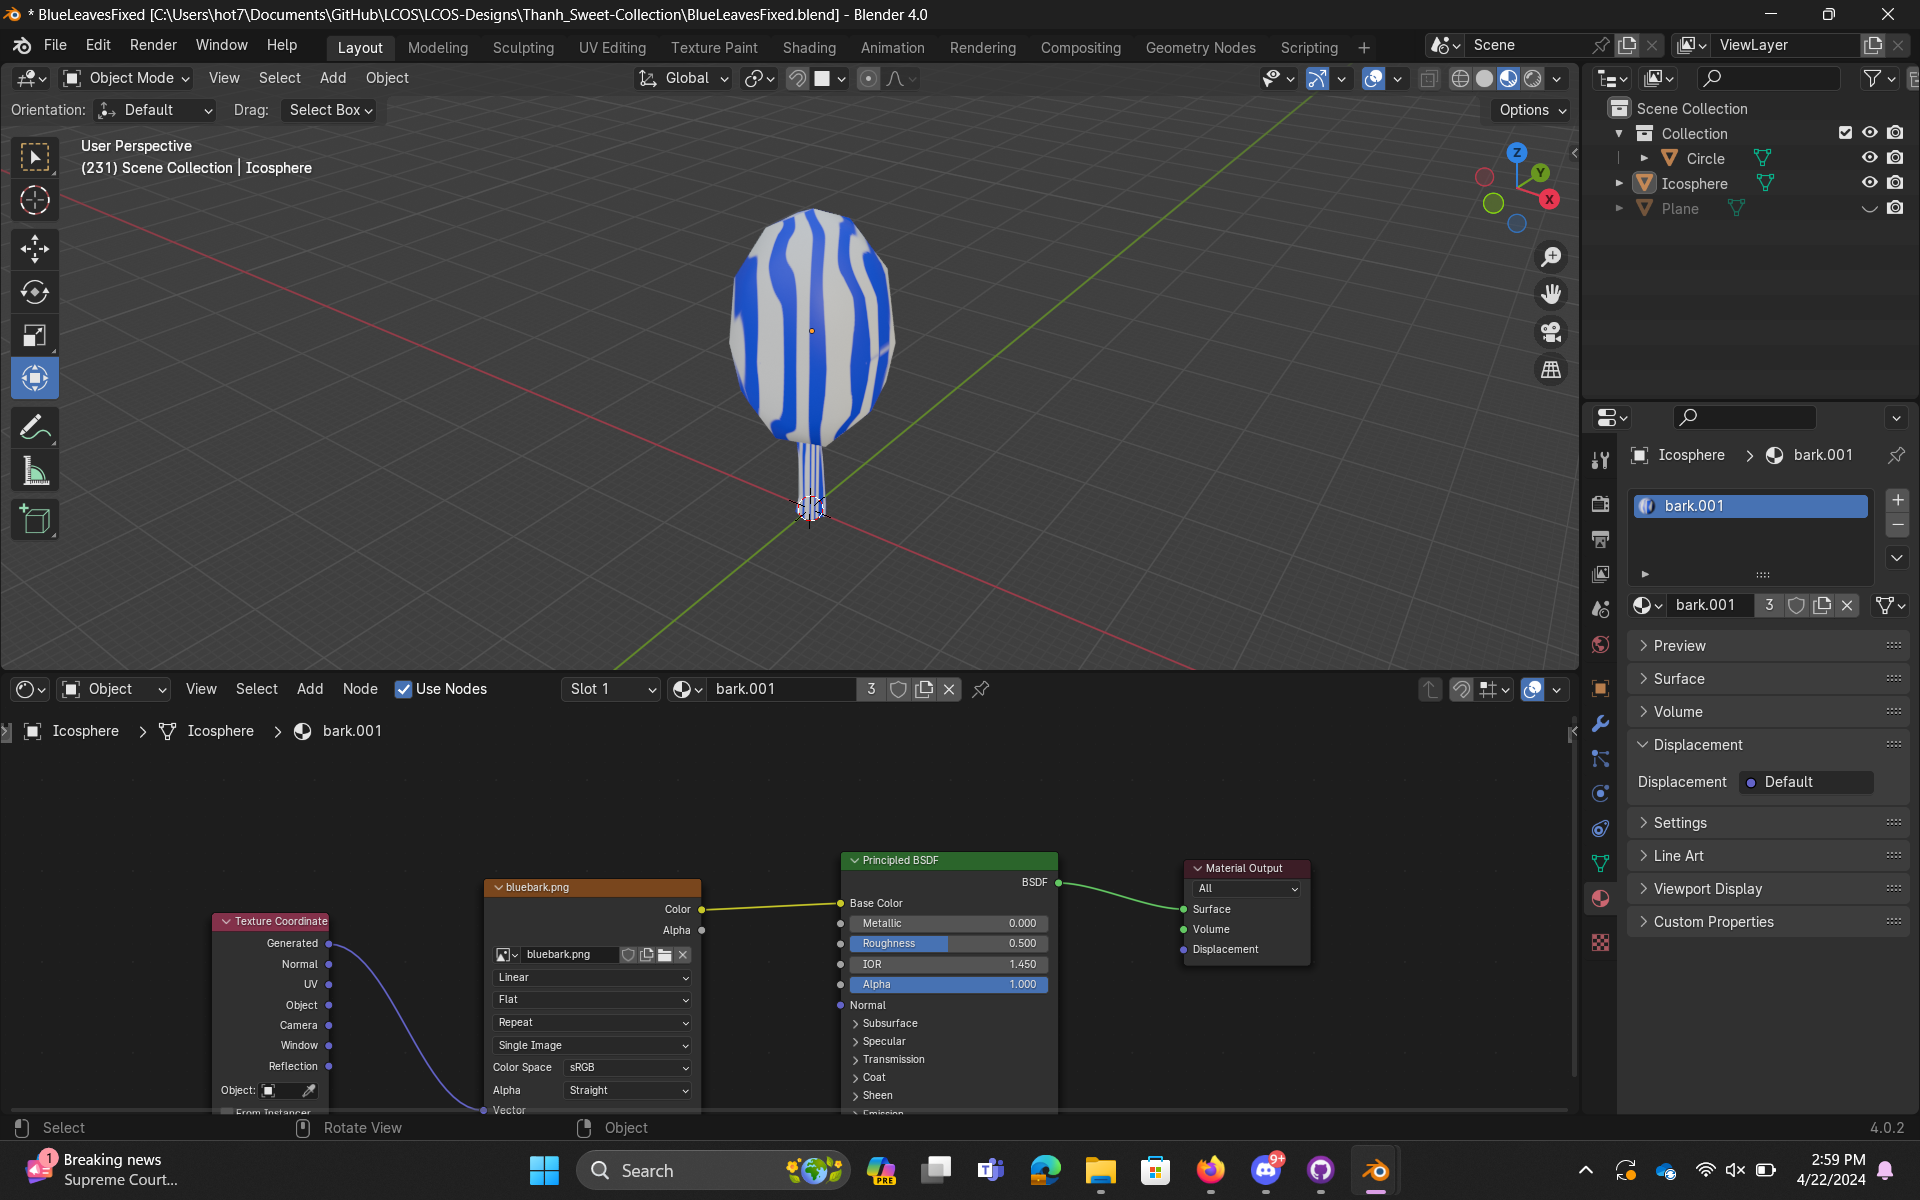 * BlueLeavesFixed [C:\Users\hot7\Documents\GitHub\LCOS\LCOS-Designs\Thanh_Sweet-Collection\BlueLeavesFixed.blend] - Blender 4.0
File Edit Render Window Help
Layout Modeling Sculpting UV Editing Texture Paint Shading Animation Rendering Compositing Geometry Nodes Scripting +
Scene ViewLayer
Object Mode View Select Add Object
Global
Orientation: Default Drag: Select Box
Options
User Perspective
(231) Scene Collection | Icosphere
Z
Y
X
Scene Collection
Collection
Circle
Icosphere
Plane
Icosphere > bark.001
bark.001
bark.001 3
Preview
Surface
Volume
Displacement
Displacement Default
Settings
Line Art
Viewport Display
Custom Properties
Object View Select Add Node Use Nodes Slot 1 bark.001 3
Icosphere > Icosphere > bark.001
Texture Coordinate
Generated
Normal
UV
Object
Camera
Window
Reflection
Object:
From Instancer
bluebark.png
Color
Alpha
bluebark.png
Linear
Flat
Repeat
Single Image
Color Space sRGB
Alpha Straight
Vector
Principled BSDF
BSDF
Base Color
Metallic 0.000
Roughness 0.500
IOR 1.450
Alpha 1.000
Normal
Subsurface
Specular
Transmission
Coat
Sheen
Emission
Material Output
All
Surface
Volume
Displacement
Select Rotate View Object
4.0.2
1
Breaking news
Supreme Court...
Search
PRE
9+
2:59 PM
4/22/2024